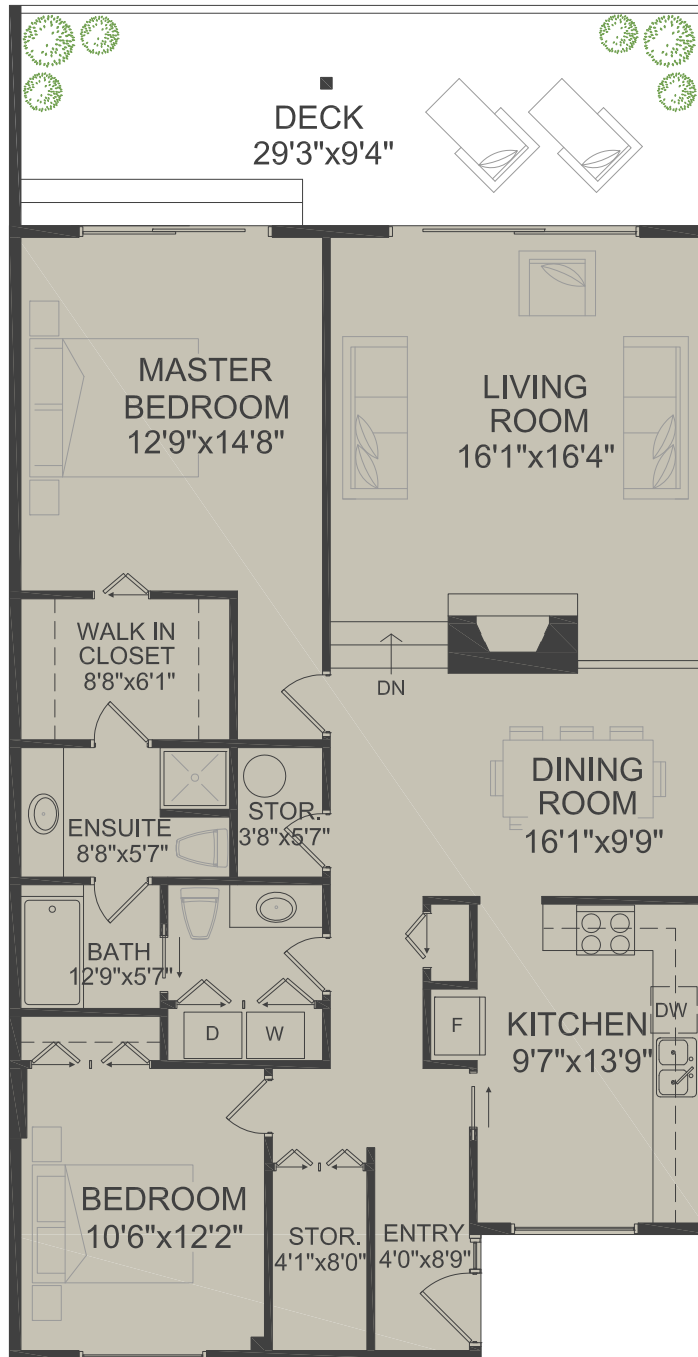 DECK
29'3"x9'4"
MASTER
BEDROOM
12'9"x14'8"
LIVING
ROOM
16'1"x16'4"
WALK IN
CLOSET
8'8"x6'1"
DN
DINING
ROOM
16'1"x9'9"
STOR.
3'8"x5'7"
ENSUITE
8'8"x5'7"
BATH
12'9"x5'7"
D
W
F
KITCHEN
9'7"x13'9"
DW
BEDROOM
10'6"x12'2"
STOR.
4'1"x8'0"
ENTRY
4'0"x8'9"